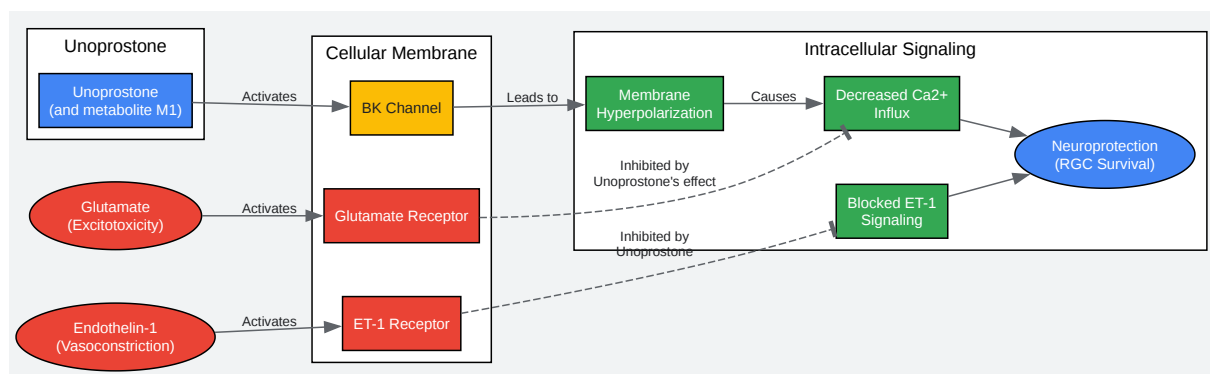 Unoprostone
Unoprostone
(and metabolite M1)
Activates
Cellular Membrane
BK Channel
Leads to
Intracellular Signaling
Membrane
Hyperpolarization
Causes
Decreased Ca2+
Influx
Neuroprotection
(RGC Survival)
Glutamate
(Excitotoxicity)
Activates
Glutamate Receptor
Inhibited by
Unoprostone's effect
Blocked ET-1
Signaling
Inhibited by
Unoprostone
Endothelin-1
(Vasoconstriction)
Activates
ET-1 Receptor